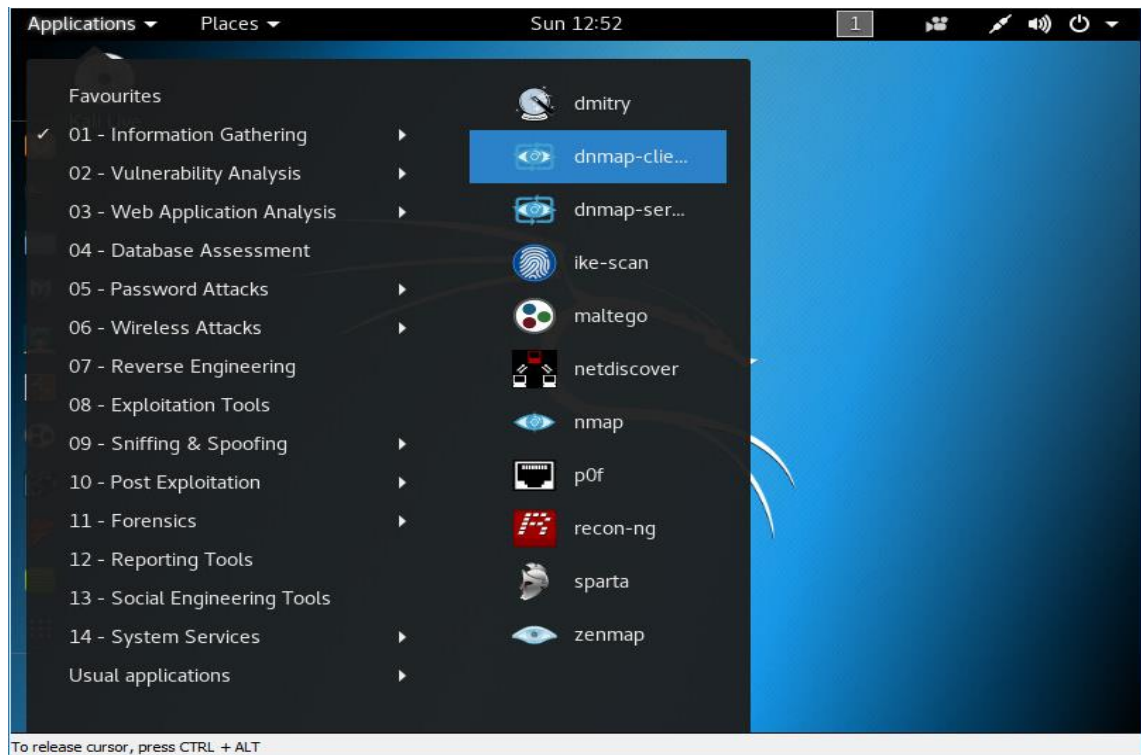 Applications Places Sun 12:52 1
Favourites
01 - Information Gathering
02 - Vulnerability Analysis
03 - Web Application Analysis
04 - Database Assessment
05 - Password Attacks
06 - Wireless Attacks
07 - Reverse Engineering
08 - Exploitation Tools
09 - Sniffing & Spoofing
10 - Post Exploitation
11 - Forensics
12 - Reporting Tools
13 - Social Engineering Tools
14 - System Services
Usual applications
dmitry
dnmap-clie...
dnmap-ser...
ike-scan
maltego
netdiscover
nmap
p0f
recon-ng
sparta
zenmap
To release cursor, press CTRL + ALT